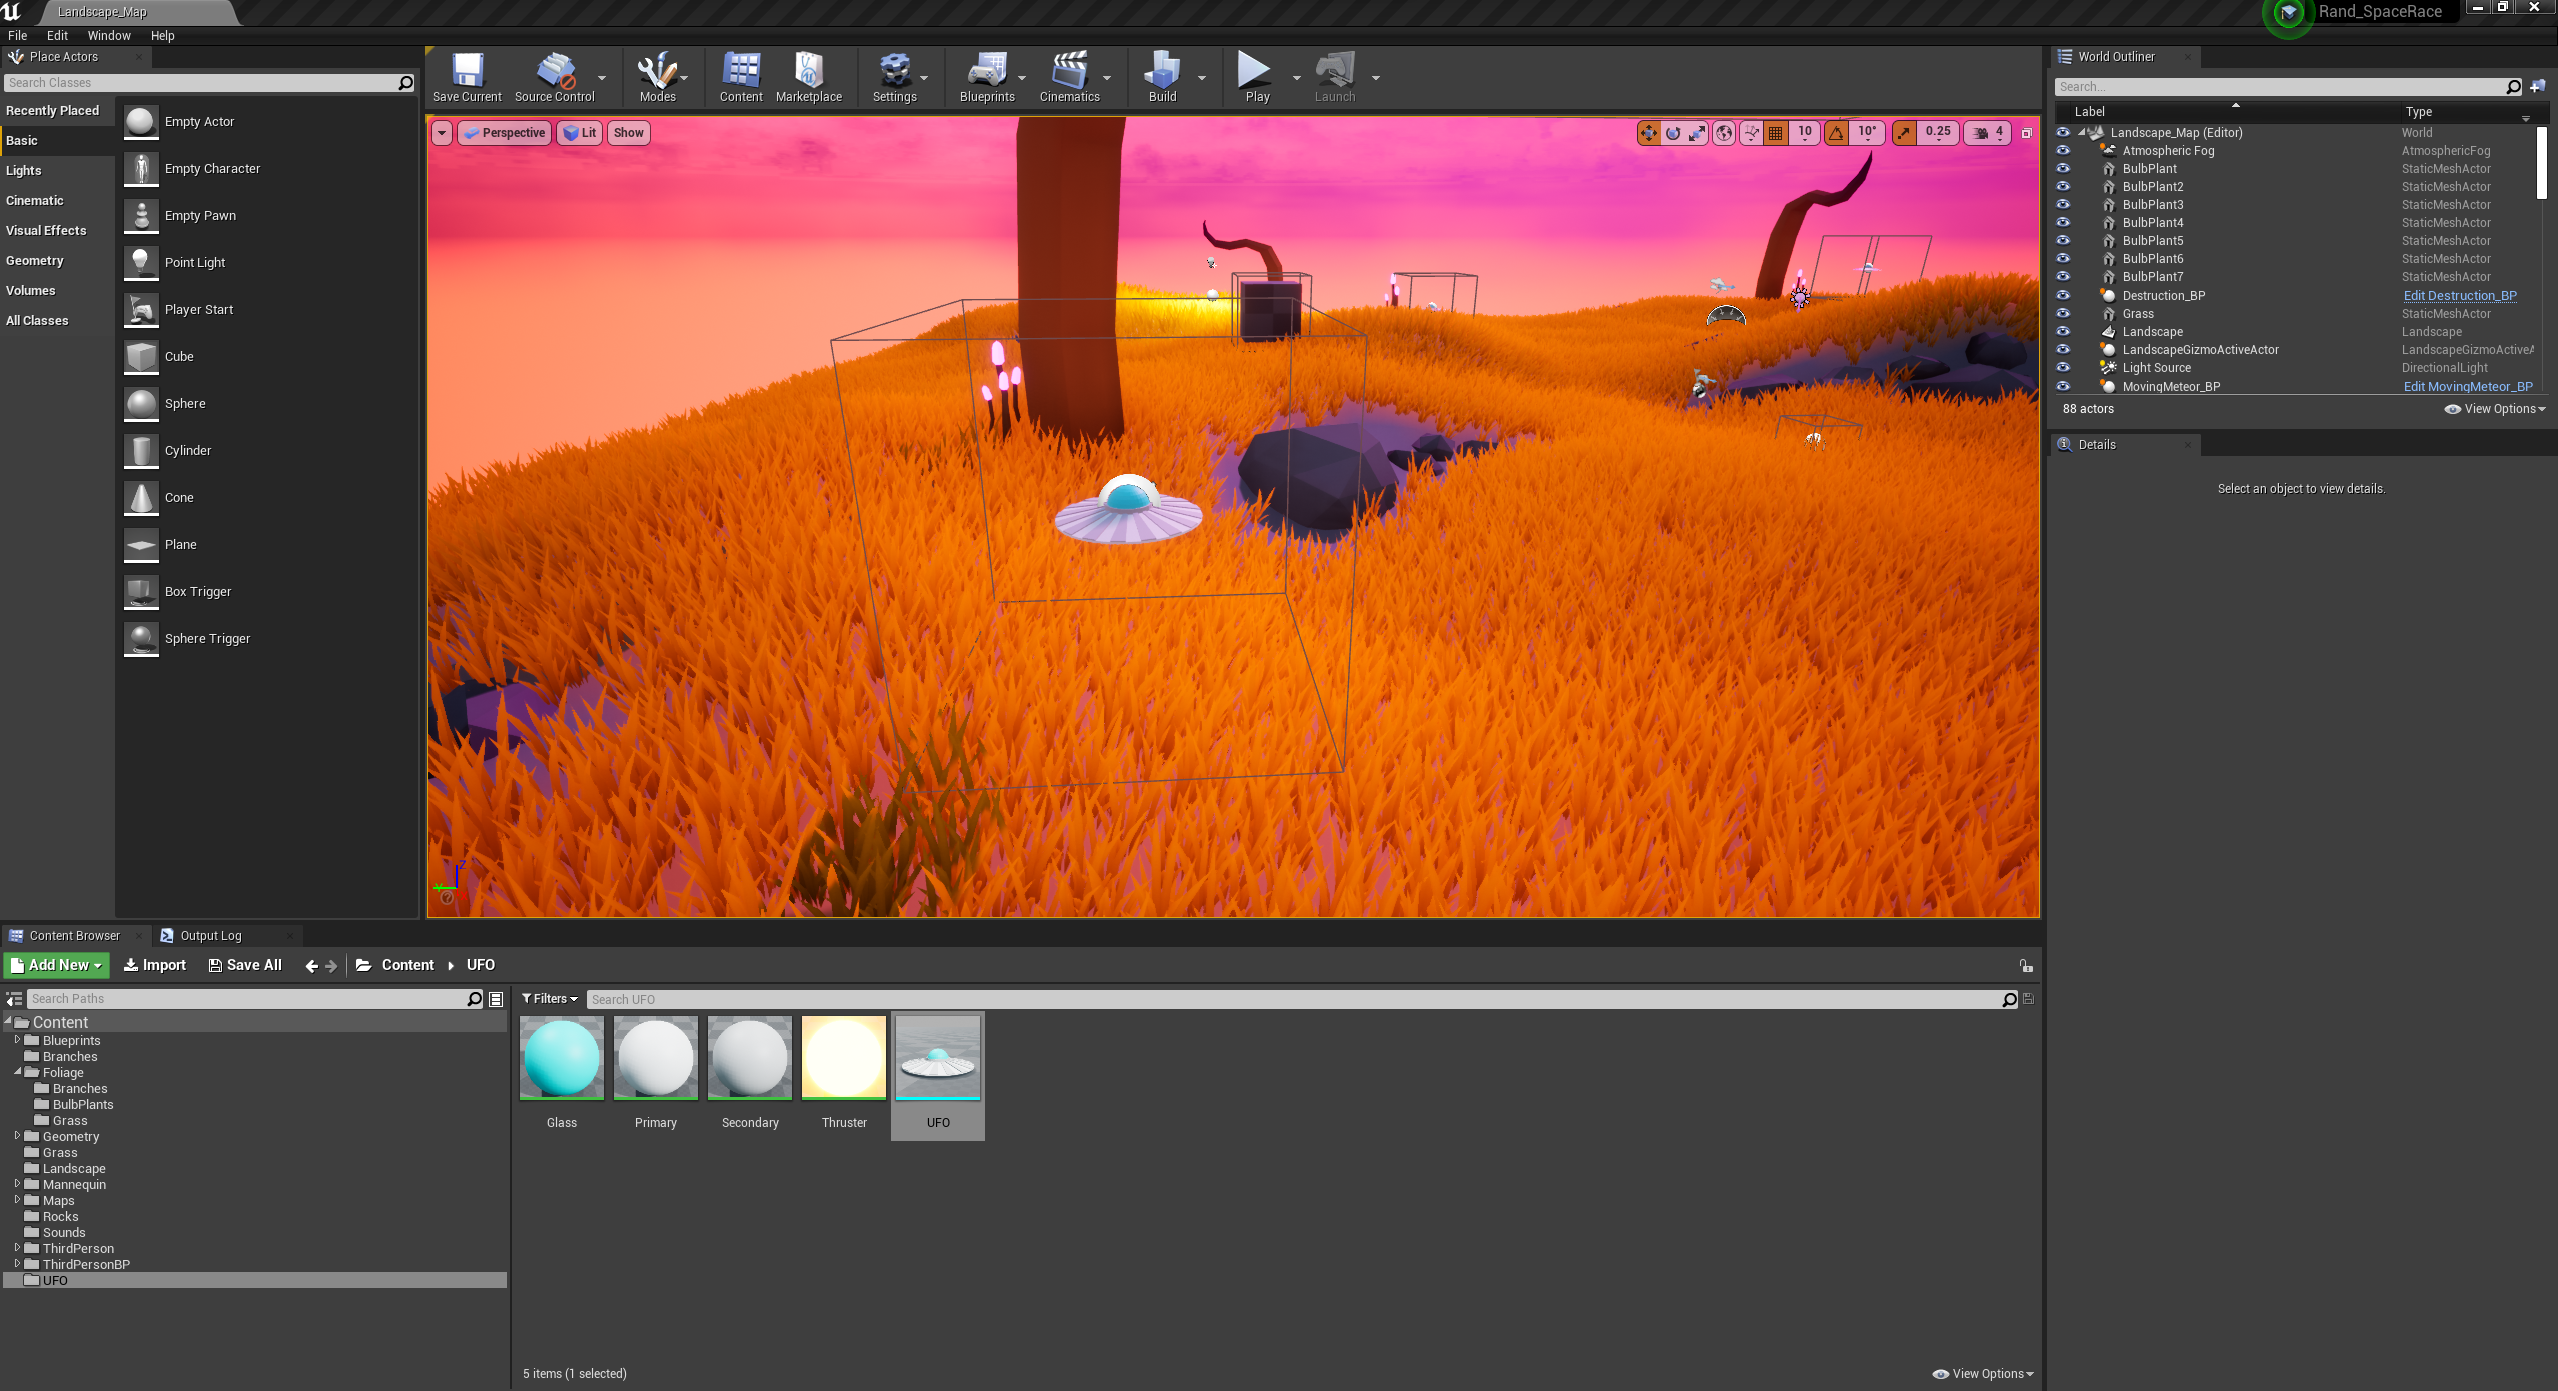 Landscape_Map
Rand_SpaceRace
File Edit Window Help
Place Actors
Search Classes
Recently Placed
Basic
Lights
Cinematic
Visual Effects
Geometry
Volumes
All Classes
Empty Actor
Empty Character
Empty Pawn
Point Light
Player Start
Cube
Sphere
Cylinder
Cone
Plane
Box Trigger
Sphere Trigger
Save Current Source Control Modes Content Marketplace Settings Blueprints Cinematics Build Play Launch
Perspective Lit Show
10 10° 0.25 4
Z
Y
World Outliner
Search...
Label Type
Landscape_Map (Editor) World
Atmospheric Fog AtmosphericFog
BulbPlant StaticMeshActor
BulbPlant2 StaticMeshActor
BulbPlant3 StaticMeshActor
BulbPlant4 StaticMeshActor
BulbPlant5 StaticMeshActor
BulbPlant6 StaticMeshActor
BulbPlant7 StaticMeshActor
Destruction_BP Edit Destruction_BP
Grass StaticMeshActor
Landscape Landscape
LandscapeGizmoActiveActor LandscapeGizmoActiveA
Light Source DirectionalLight
MovingMeteor_BP Edit MovingMeteor_BP
88 actors View Options
Details
Select an object to view details.
Content Browser Output Log
Add New Import Save All Content UFO
Search Paths
Content
Blueprints
Branches
Foliage
Branches
BulbPlants
Grass
Geometry
Grass
Landscape
Mannequin
Maps
Rocks
Sounds
ThirdPerson
ThirdPersonBP
UFO
Filters Search UFO
Glass Primary Secondary Thruster UFO
5 items (1 selected) View Options